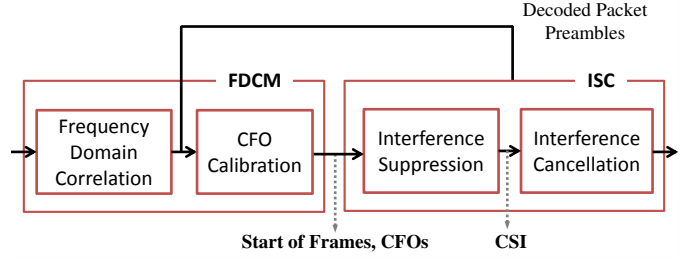 Decoded Packet
Preambles
FDCM
ISC
Frequency
Domain
Correlation
CFO
Calibration
Interference
Suppression
Interference
Cancellation
Start of Frames, CFOs
CSI